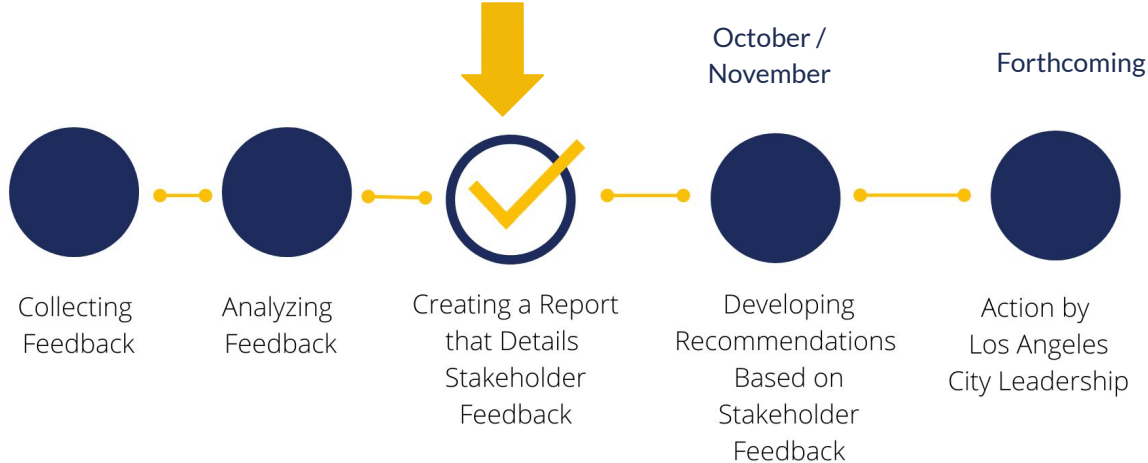 October /
November
Forthcoming
Collecting
Feedback
Analyzing
Feedback
Creating a Report
that Details
Stakeholder
Feedback
Developing
Recommendations
Based on
Stakeholder
Feedback
Action by
Los Angeles
City Leadership